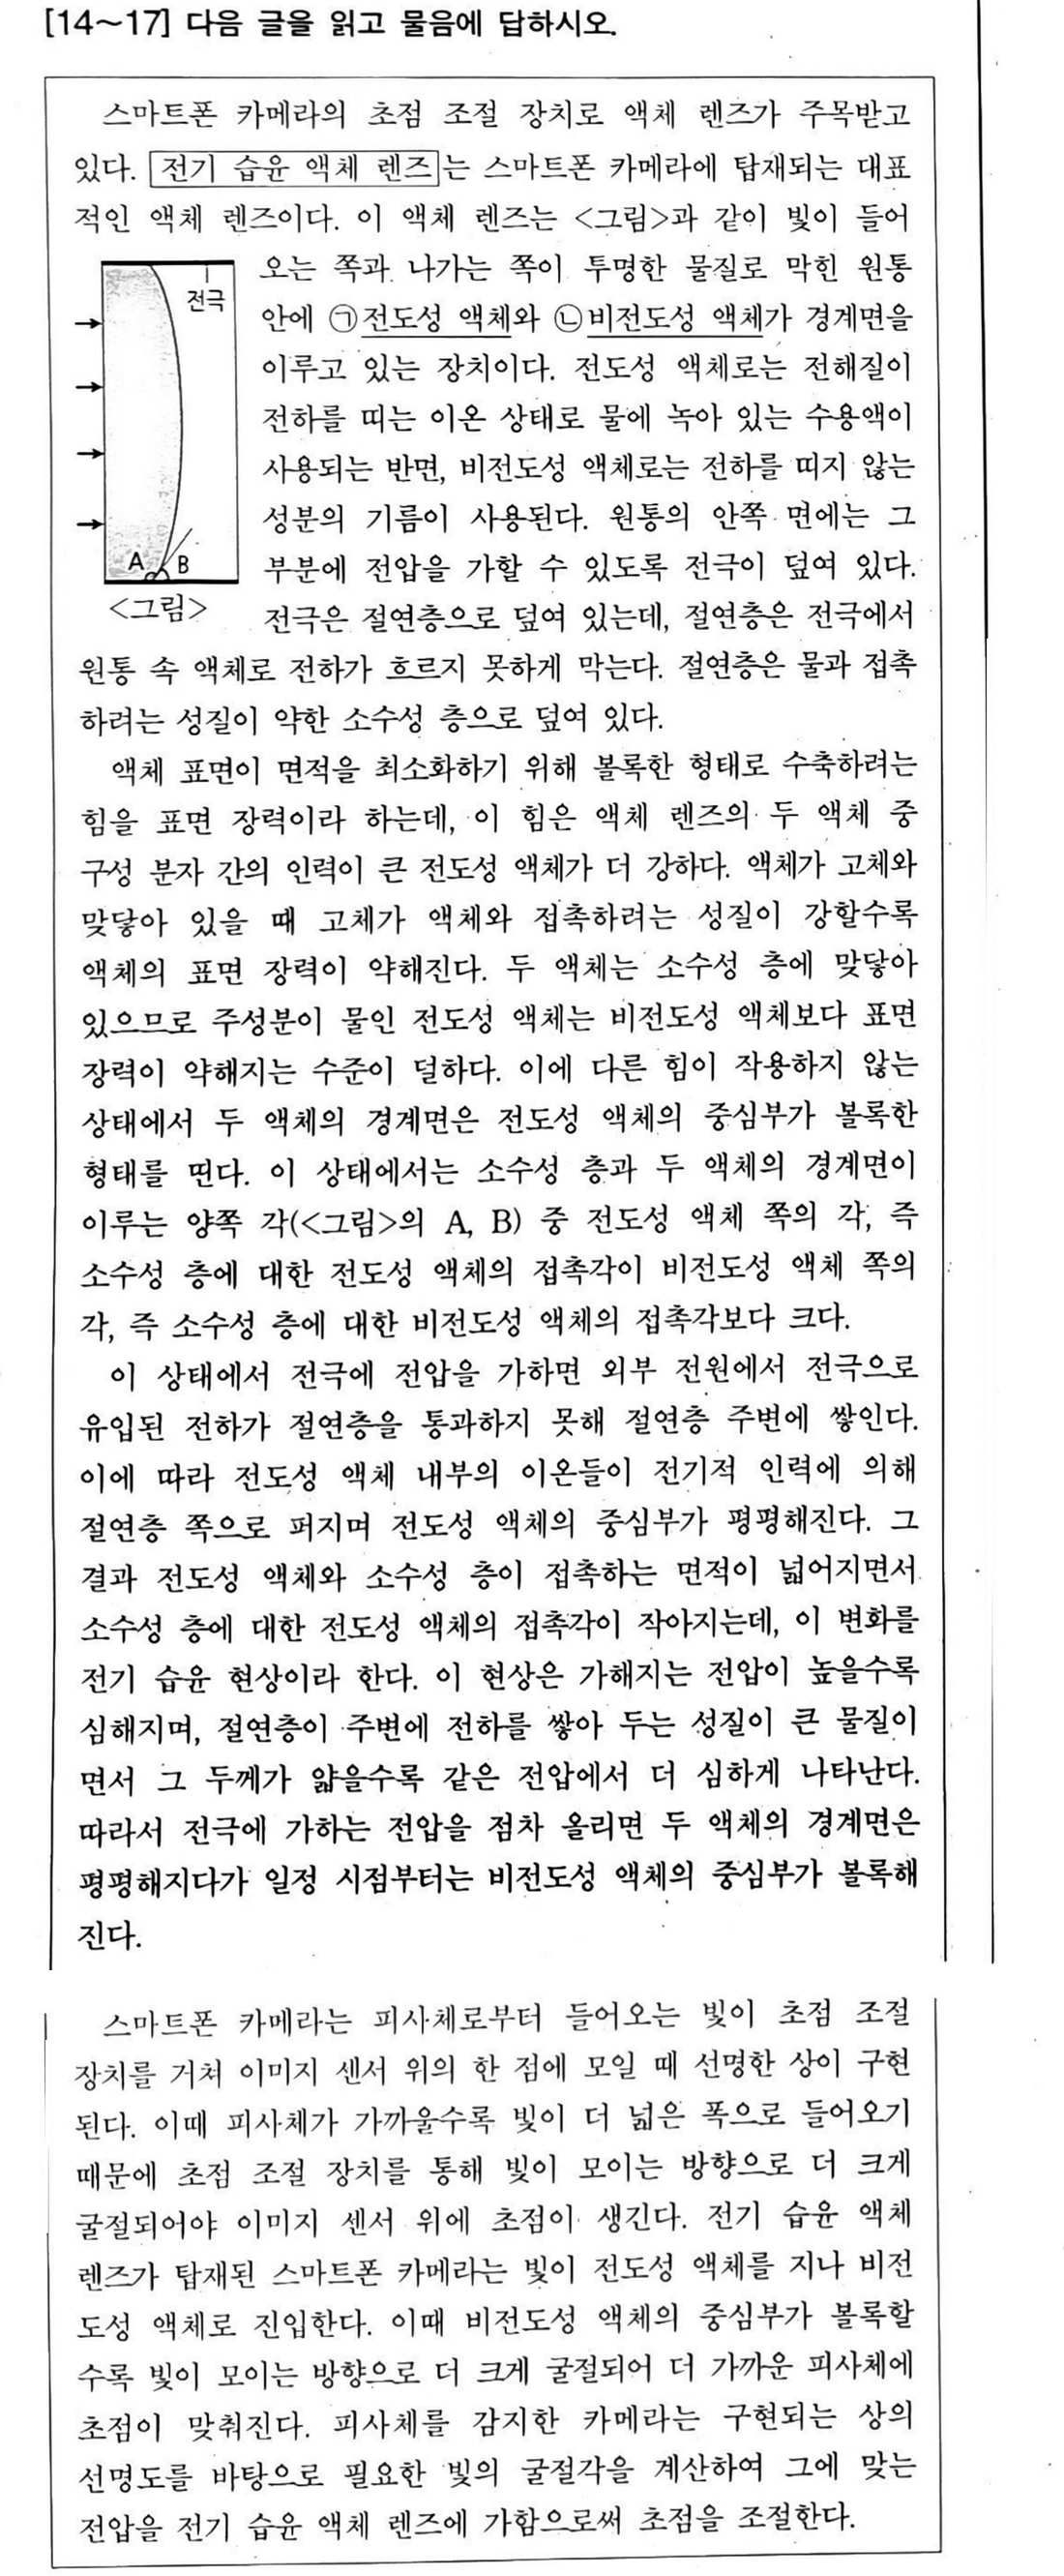 [14~17] 다음 글을 읽고 물음에 답하시오.
스마트폰 카메라의 초점 조절 장치로 액체 렌즈가 주목받고
있다. 전기 습윤 액체 렌즈는 스마트폰 카메라에 탑재되는 대표
적인 액체 렌즈이다. 이 액체 렌즈는 <그림>과 같이 빛이 들어
오는 쪽과 나가는 쪽이 투명한 물질로 막힌 원통
안에 ㉠전도성 액체와 ㉡비전도성 액체가 경계면을
이루고 있는 장치이다. 전도성 액체로는 전해질이
전하를 띠는 이온 상태로 물에 녹아 있는 수용액이
사용되는 반면, 비전도성 액체로는 전하를 띠지 않는
성분의 기름이 사용된다. 원통의 안쪽 면에는 그
부분에 전압을 가할 수 있도록 전극이 덮여 있다.
전극은 절연층으로 덮여 있는데, 절연층은 전극에서
전극
A B
<그림>
원통 속 액체로 전하가 흐르지 못하게 막는다. 절연층은 물과 접촉
하려는 성질이 약한 소수성 층으로 덮여 있다.
액체 표면이 면적을 최소화하기 위해 볼록한 형태로 수축하려는
힘을 표면 장력이라 하는데, 이 힘은 액체 렌즈의 두 액체 중
구성 분자 간의 인력이 큰 전도성 액체가 더 강하다. 액체가 고체와
맞닿아 있을 때 고체가 액체와 접촉하려는 성질이 강할수록
액체의 표면 장력이 약해진다. 두 액체는 소수성 층에 맞닿아
있으므로 주성분이 물인 전도성 액체는 비전도성 액체보다 표면
장력이 약해지는 수준이 덜하다. 이에 다른 힘이 작용하지 않는
상태에서 두 액체의 경계면은 전도성 액체의 중심부가 볼록한
형태를 띤다. 이 상태에서는 소수성 층과 두 액체의 경계면이
이루는 양쪽 각(<그림>의 A, B) 중 전도성 액체 쪽의 각, 즉
소수성 층에 대한 전도성 액체의 접촉각이 비전도성 액체 쪽의
각, 즉 소수성 층에 대한 비전도성 액체의 접촉각보다 크다.
이 상태에서 전극에 전압을 가하면 외부 전원에서 전극으로
유입된 전하가 절연층을 통과하지 못해 절연층 주변에 쌓인다.
이에 따라 전도성 액체 내부의 이온들이 전기적 인력에 의해
절연층 쪽으로 퍼지며 전도성 액체의 중심부가 평평해진다. 그
결과 전도성 액체와 소수성 층이 접촉하는 면적이 넓어지면서
소수성 층에 대한 전도성 액체의 접촉각이 작아지는데, 이 변화를
전기 습윤 현상이라 한다. 이 현상은 가해지는 전압이 높을수록
심해지며, 절연층이 주변에 전하를 쌓아 두는 성질이 큰 물질이
면서 그 두께가 얇을수록 같은 전압에서 더 심하게 나타난다.
따라서 전극에 가하는 전압을 점차 올리면 두 액체의 경계면은
평평해지다가 일정 시점부터는 비전도성 액체의 중심부가 볼록해
진다.
스마트폰 카메라는 피사체로부터 들어오는 빛이 초점 조절
장치를 거쳐 이미지 센서 위의 한 점에 모일 때 선명한 상이 구현
된다. 이때 피사체가 가까울수록 빛이 더 넓은 폭으로 들어오기
때문에 초점 조절 장치를 통해 빛이 모이는 방향으로 더 크게
굴절되어야 이미지 센서 위에 초점이 생긴다. 전기 습윤 액체
렌즈가 탑재된 스마트폰 카메라는 빛이 전도성 액체를 지나 비전
도성 액체로 진입한다. 이때 비전도성 액체의 중심부가 볼록할
수록 빛이 모이는 방향으로 더 크게 굴절되어 더 가까운 피사체에
초점이 맞춰진다. 피사체를 감지한 카메라는 구현되는 상의
선명도를 바탕으로 필요한 빛의 굴절각을 계산하여 그에 맞는
전압을 전기 습윤 액체 렌즈에 가함으로써 초점을 조절한다.